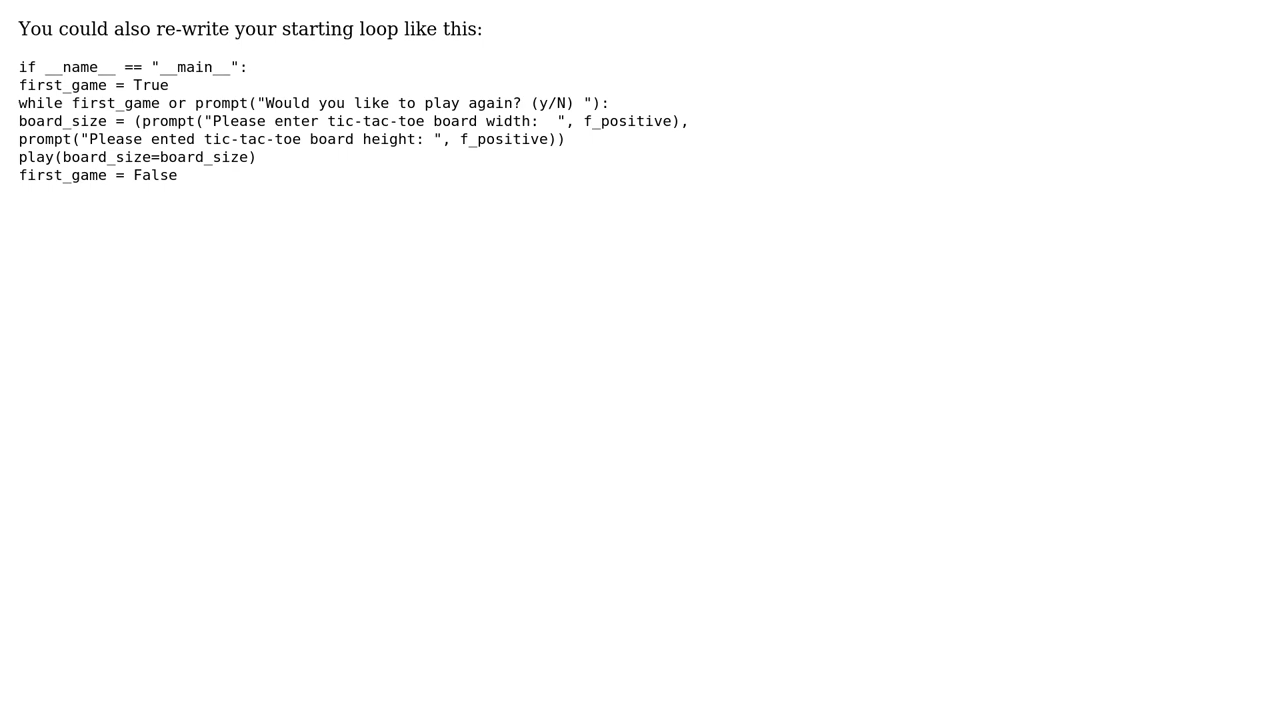 You could also re-write your starting loop like this:
if __name__ == "__main__":
first_game = True
while first_game or prompt("Would you like to play again? (y/N) "):
board_size = (prompt("Please enter tic-tac-toe board width:  ", f_positive),
prompt("Please ented tic-tac-toe board height: ", f_positive))
play(board_size=board_size)
first_game = False